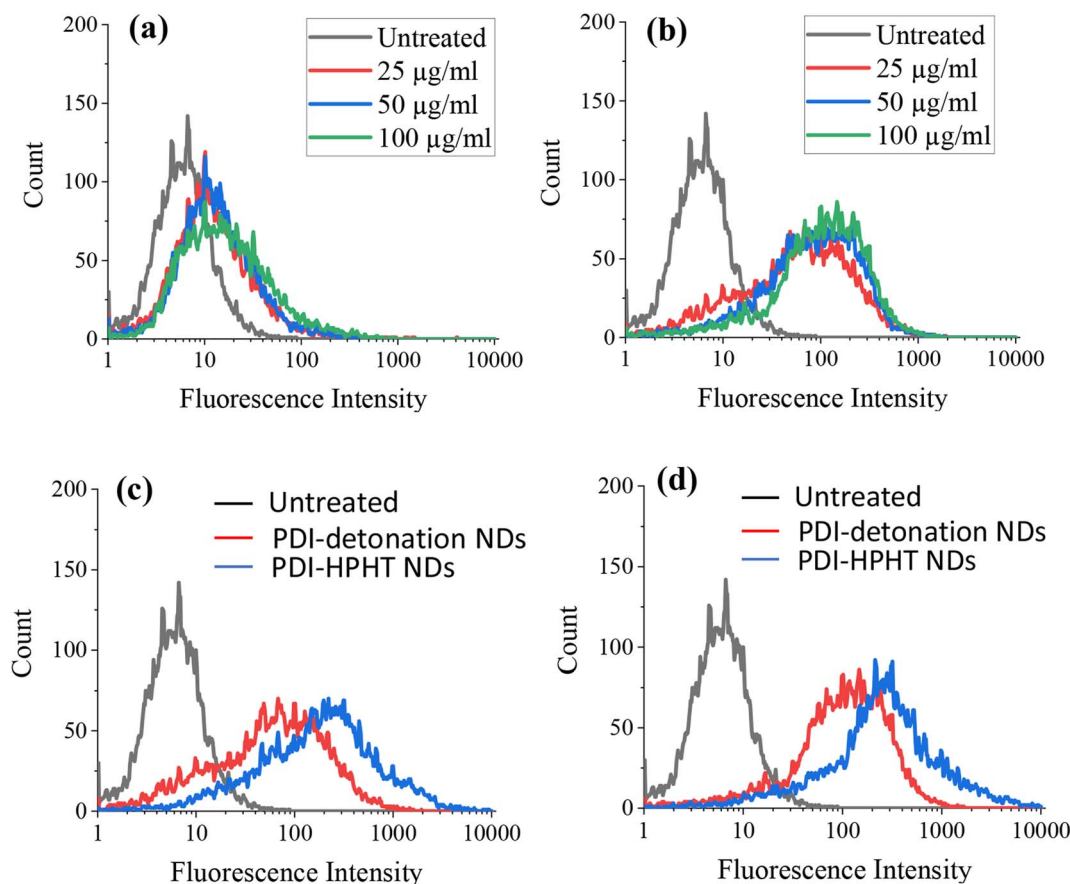 (a)
200
150
100
50
0
Count
Untreated
25 µg/ml
50 µg/ml
100 µg/ml
1 10 100 1000 10000
Fluorescence Intensity
(b)
200
150
100
50
0
Count
Untreated
25 µg/ml
50 µg/ml
100 µg/ml
1 10 100 1000 10000
Fluorescence Intensity
(c)
200
150
100
50
0
Count
Untreated
PDI-detonation NDs
PDI-HPHT NDs
1 10 100 1000 10000
Fluorescence Intensity
(d)
200
150
100
50
0
Count
Untreated
PDI-detonation NDs
PDI-HPHT NDs
1 10 100 1000 10000
Fluorescence Intensity